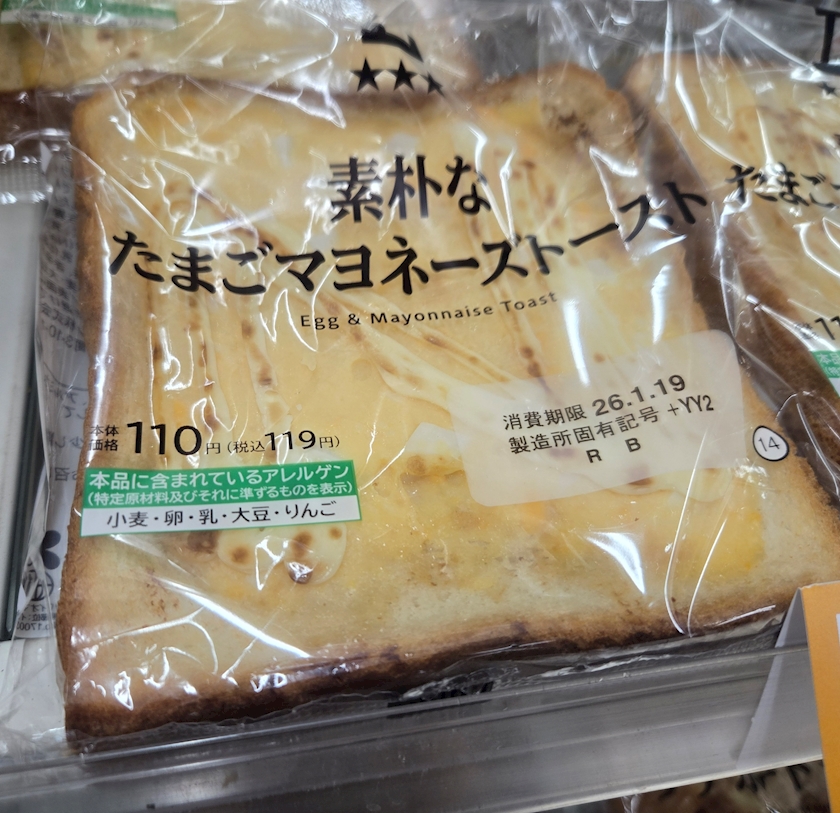 素朴な
たまごマヨネーズトースト
Egg & Mayonnaise Toast
消費期限 26.1.19
製造所固有記号 +YY2
R B
14
本体価格 110円 (税込119円)
本品に含まれているアレルゲン
(特定原材料及びそれに準ずるものを表示)
小麦・卵・乳・大豆・りんご
たまご